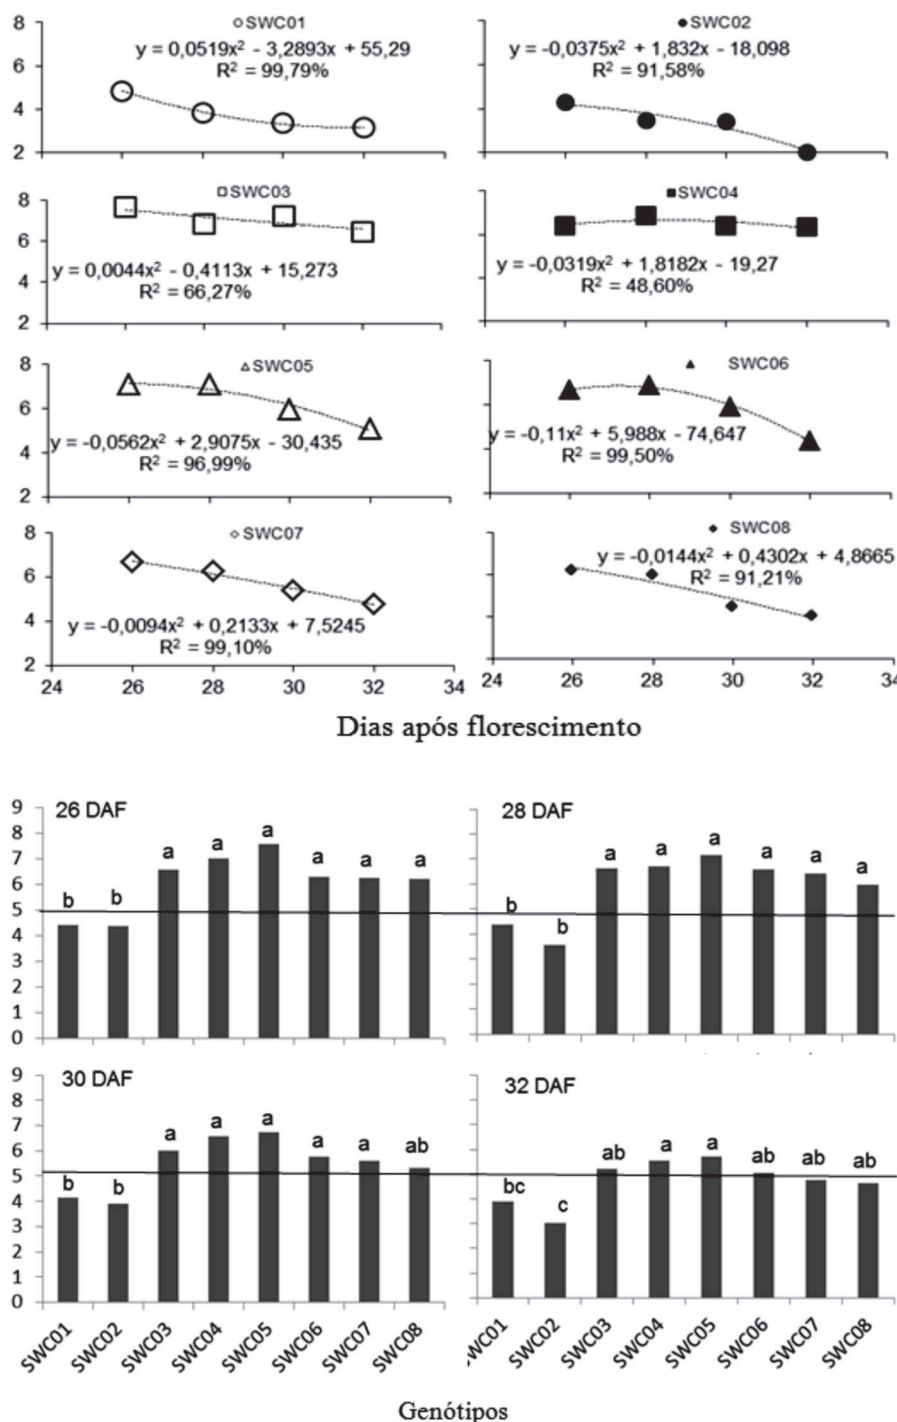 8
6
4
2
SWC01
y = 0,0519x² - 3,2893x + 55,29
R² = 99,79%
SWC02
y = -0,0375x² + 1,832x - 18,098
R² = 91,58%
8
6
4
2
SWC03
y = 0,0044x² - 0,4113x + 15,273
R² = 66,27%
SWC04
y = -0,0319x² + 1,8182x - 19,27
R² = 48,60%
8
6
4
2
SWC05
y = -0,0562x² + 2,9075x - 30,435
R² = 96,99%
SWC06
y = -0,11x² + 5,988x - 74,647
R² = 99,50%
8
6
4
2
SWC07
y = -0,0094x² + 0,2133x + 7,5245
R² = 99,10%
SWC08
y = -0,0144x² + 0,4302x + 4,8665
R² = 91,21%
24 26 28 30 32 34
24 26 28 30 32 34
Dias após florescimento
9
8
7
6
5
4
3
2
1
0
26 DAF
b b a a a a a a
28 DAF
b b a a a a a a
9
8
7
6
5
4
3
2
1
0
30 DAF
b b a a a a a ab
32 DAF
bc c ab a a ab ab ab
SWC01 SWC02 SWC03 SWC04 SWC05 SWC06 SWC07 SWC08
SWC01 SWC02 SWC03 SWC04 SWC05 SWC06 SWC07 SWC08
Genótipos